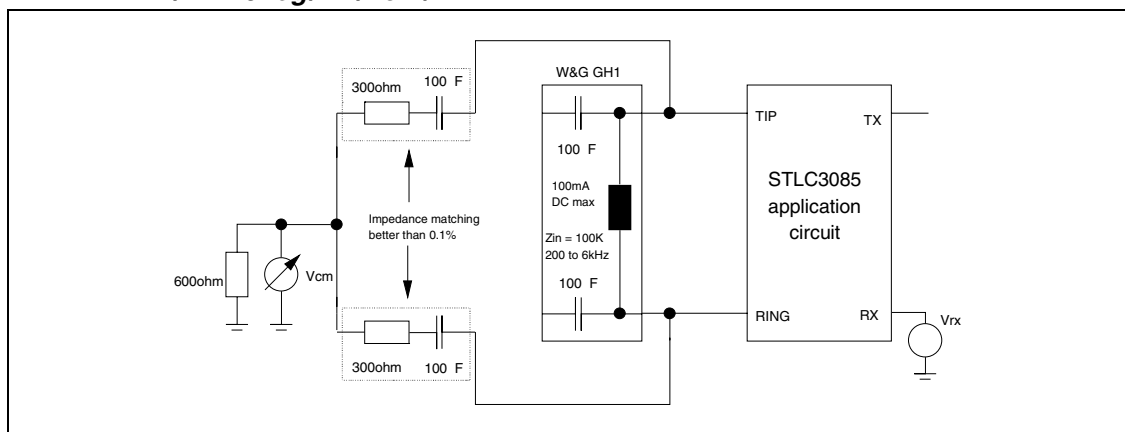 300ohm
100 F
W&G GH1
100 F
TIP
TX
STLC3085
application
circuit
100mA
DC max
Impedance matching
better than 0.1%
Zin = 100K
200 to 6kHz
600ohm
Vcm
100 F
RING
RX
Vrx
300ohm
100 F